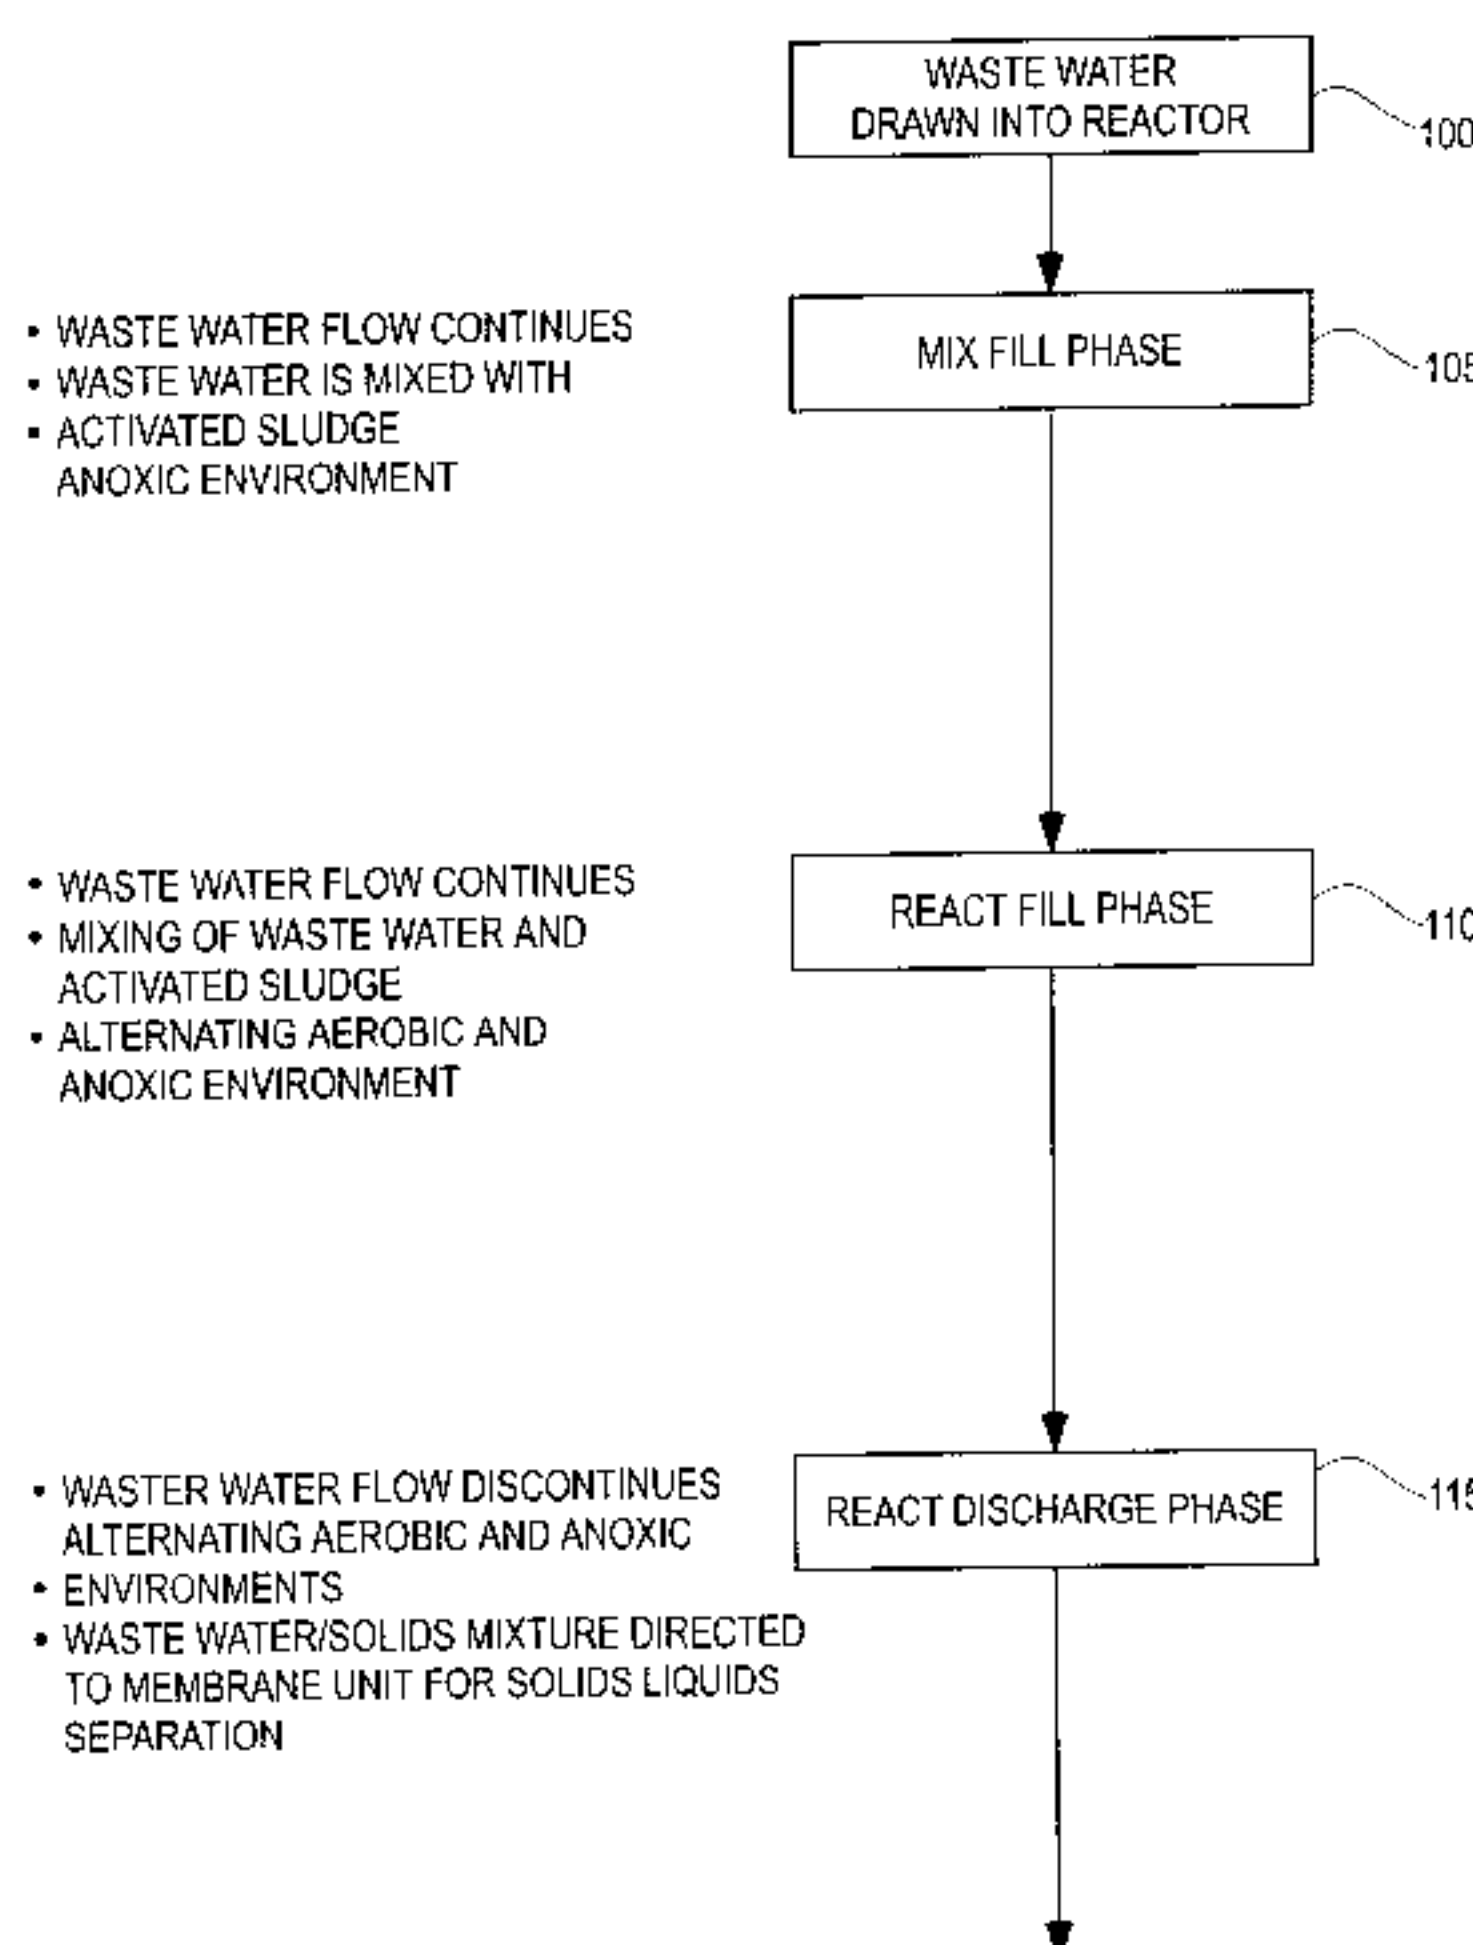 WASTE WATER
DRAWN INTO REACTOR
100
• WASTE WATER FLOW CONTINUES
• WASTE WATER IS MIXED WITH
▪ ACTIVATED SLUDGE
ANOXIC ENVIRONMENT
MIX FILL PHASE
105
• WASTE WATER FLOW CONTINUES
• MIXING OF WASTE WATER AND
ACTIVATED SLUDGE
• ALTERNATING AEROBIC AND
ANOXIC ENVIRONMENT
REACT FILL PHASE
110
• WASTER WATER FLOW DISCONTINUES
ALTERNATING AEROBIC AND ANOXIC
• ENVIRONMENTS
• WASTE WATER/SOLIDS MIXTURE DIRECTED
TO MEMBRANE UNIT FOR SOLIDS LIQUIDS
SEPARATION
REACT DISCHARGE PHASE
115